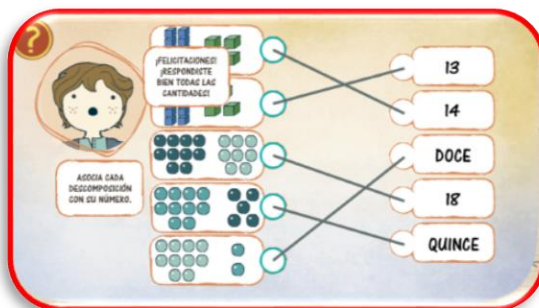 ?
¡FELICITACIONES!
¡RESPONDISTE
BIEN TODAS LAS
CANTIDADES!
ASOCIA CADA
DESCOMPOSICIÓN
CON SU NÚMERO.
13
14
DOCE
18
QUINCE